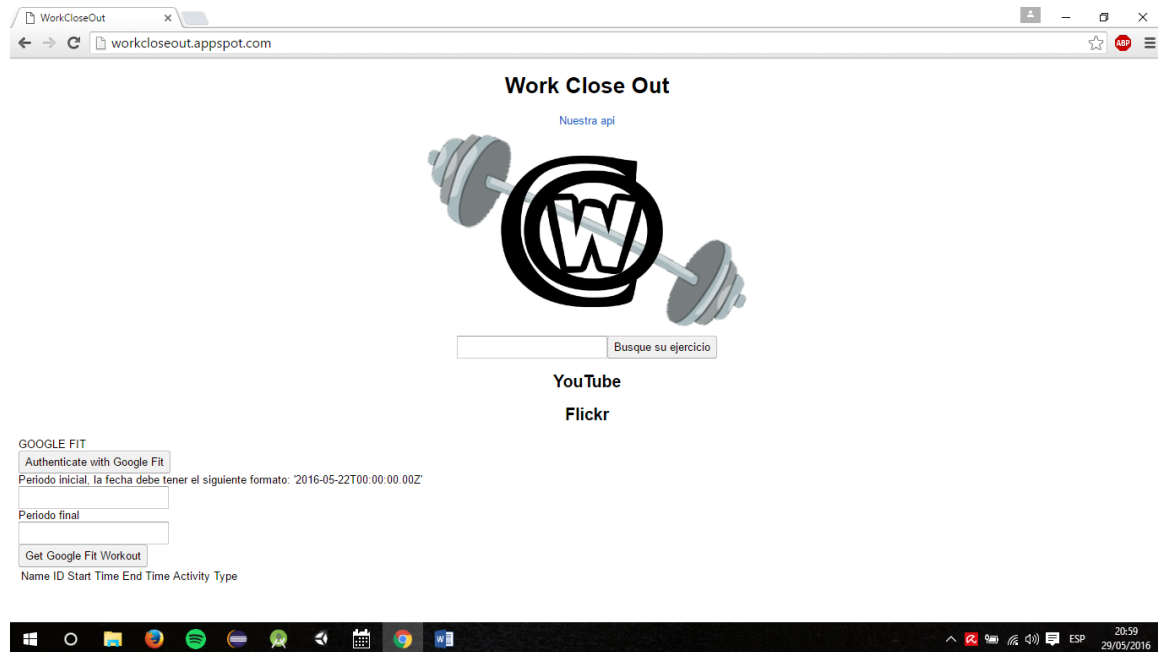 WorkCloseOut
workcloseout.appspot.com
ABP
Work Close Out
Nuestra api
C O W
Busque su ejercicio
YouTube
Flickr
GOOGLE FIT
Authenticate with Google Fit
Periodo inicial, la fecha debe tener el siguiente formato: '2016-05-22T00:00:00.00Z'
Periodo final
Get Google Fit Workout
Name ID Start Time End Time Activity Type
ESP
20:59
29/05/2016